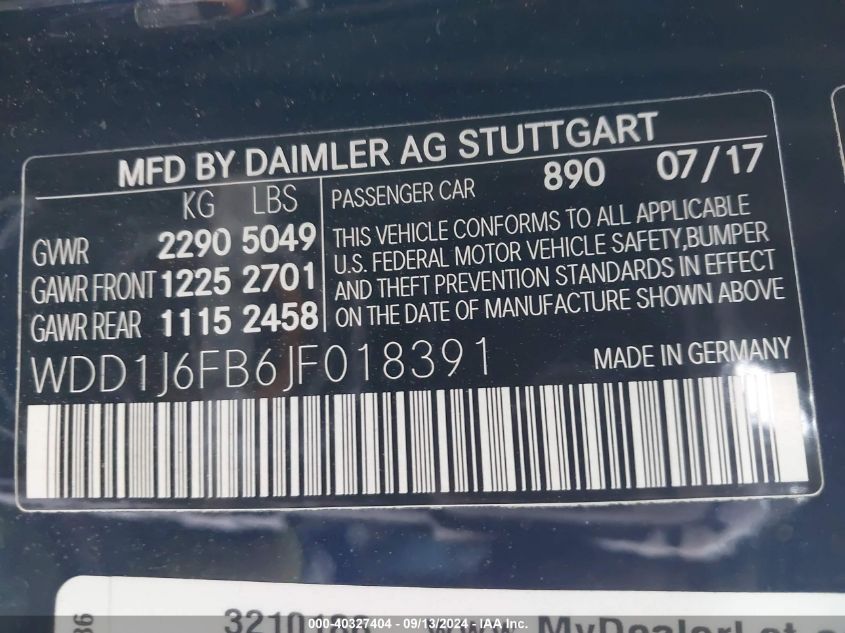 MFD BY DAIMLER AG STUTTGART
KG LBS
GVWR 2290 5049
GAWR FRONT 1225 2701
GAWR REAR 1115 2458
PASSENGER CAR 890 07/17
THIS VEHICLE CONFORMS TO ALL APPLICABLE
U.S. FEDERAL MOTOR VEHICLE SAFETY,BUMPER
AND THEFT PREVENTION STANDARDS IN EFFECT
ON THE DATE OF MANUFACTURE SHOWN ABOVE
WDD1J6FB6JF018391
MADE IN GERMANY
000-40327404 - 09/13/2024 - IAA Inc.